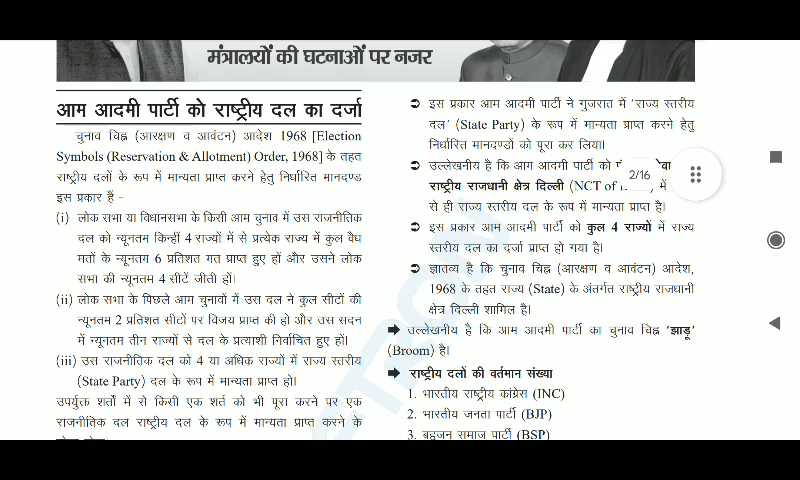 मंत्रालयों की घटनाओं पर नजर
आम आदमी पार्टी को राष्ट्रीय दल का दर्जा
चुनाव चिह्न (आरक्षण व आवंटन) आदेश 1968 [Election
Symbols (Reservation & Allotment) Order, 1968] के तहत
राष्ट्रीय दलों के रूप में मान्यता प्राप्त करने हेतु निर्धारित मानदण्ड
इस प्रकार हैं -
(i) लोक सभा या विधानसभा के किसी आम चुनाव में उस राजनीतिक
दल को न्यूनतम किन्हीं 4 राज्यों में से प्रत्येक राज्य में कुल वैध
मतों के न्यूनतम 6 प्रतिशत मत प्राप्त हुए हों और उसने लोक
सभा की न्यूनतम 4 सीटें जीती हों।
(ii) लोक सभा के पिछले आम चुनावों में उस दल ने कुल सीटों की
न्यूनतम 2 प्रतिशत सीटों पर विजय प्राप्त की हो और उस सदन
में न्यूनतम तीन राज्यों से दल के प्रत्याशी निर्वाचित हुए हों।
(iii) उस राजनीतिक दल को 4 या अधिक राज्यों में राज्य स्तरीय
(State Party) दल के रूप में मान्यता प्राप्त हो।
उपर्युक्त शर्तों में से किसी एक शर्त को भी पूरा करने पर एक
राजनीतिक दल राष्ट्रीय दल के रूप में मान्यता प्राप्त करने के
इस प्रकार आम आदमी पार्टी ने गुजरात में 'राज्य स्तरीय
दल' (State Party) के रूप में मान्यता प्राप्त करने हेतु
निर्धारित मानदण्डों को पूरा कर लिया।
उल्लेखनीय है कि आम आदमी पार्टी को
राष्ट्रीय राजधानी क्षेत्र दिल्ली (NCT of में
से ही राज्य स्तरीय दल के रूप में मान्यता प्राप्त है।
2/16
इस प्रकार आम आदमी पार्टी को कुल 4 राज्यों में राज्य
स्तरीय दल का दर्जा प्राप्त हो गया है।
ज्ञातव्य है कि चुनाव चिह्न (आरक्षण व आवंटन) आदेश,
1968 के तहत राज्य (State) के अंतर्गत राष्ट्रीय राजधानी
क्षेत्र दिल्ली शामिल है।
उल्लेखनीय है कि आम आदमी पार्टी का चुनाव चिह्न 'झाड़ू'
(Broom) है।
राष्ट्रीय दलों की वर्तमान संख्या
1. भारतीय राष्ट्रीय कांग्रेस (INC)
2. भारतीय जनता पार्टी (BJP)
3. बहुजन समाज पार्टी (BSP)